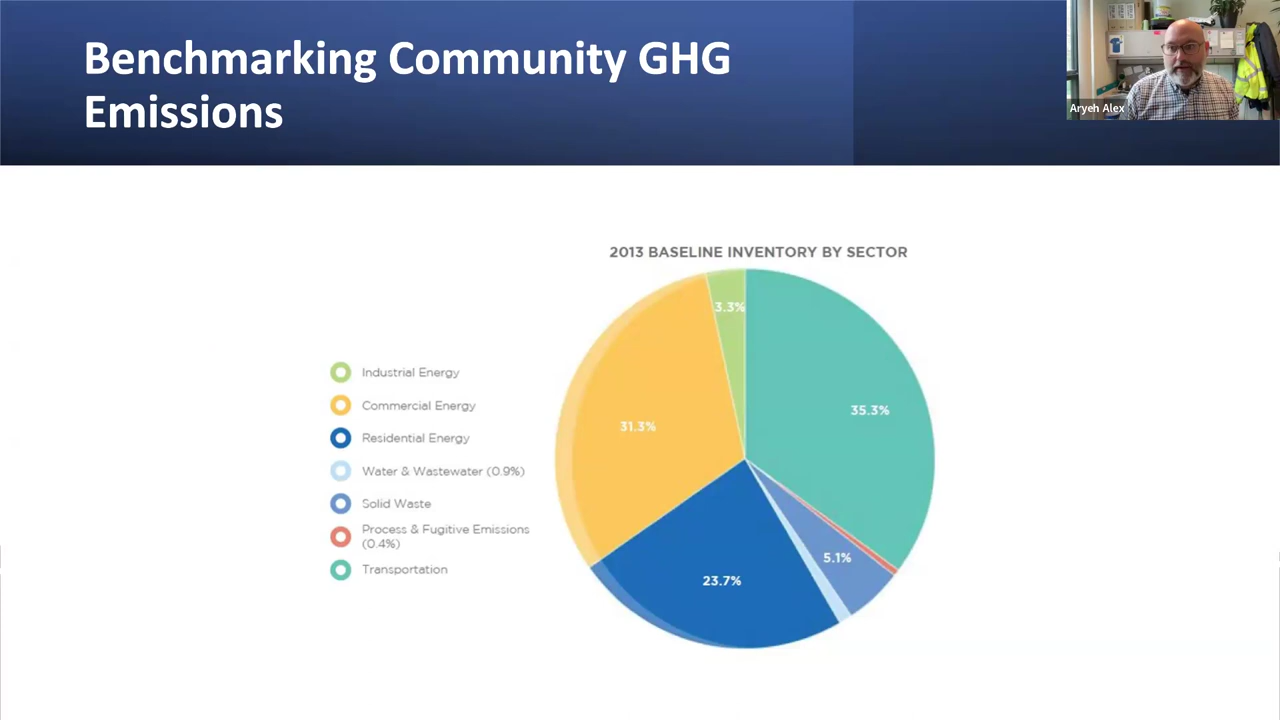 Benchmarking Community GHG
Emissions
Aryeh Alex
2013 BASELINE INVENTORY BY SECTOR
3.3%
35.3%
31.3%
5.1%
23.7%
Industrial Energy
Commercial Energy
Residential Energy
Water & Wastewater (0.9%)
Solid Waste
Process & Fugitive Emissions
(0.4%)
Transportation